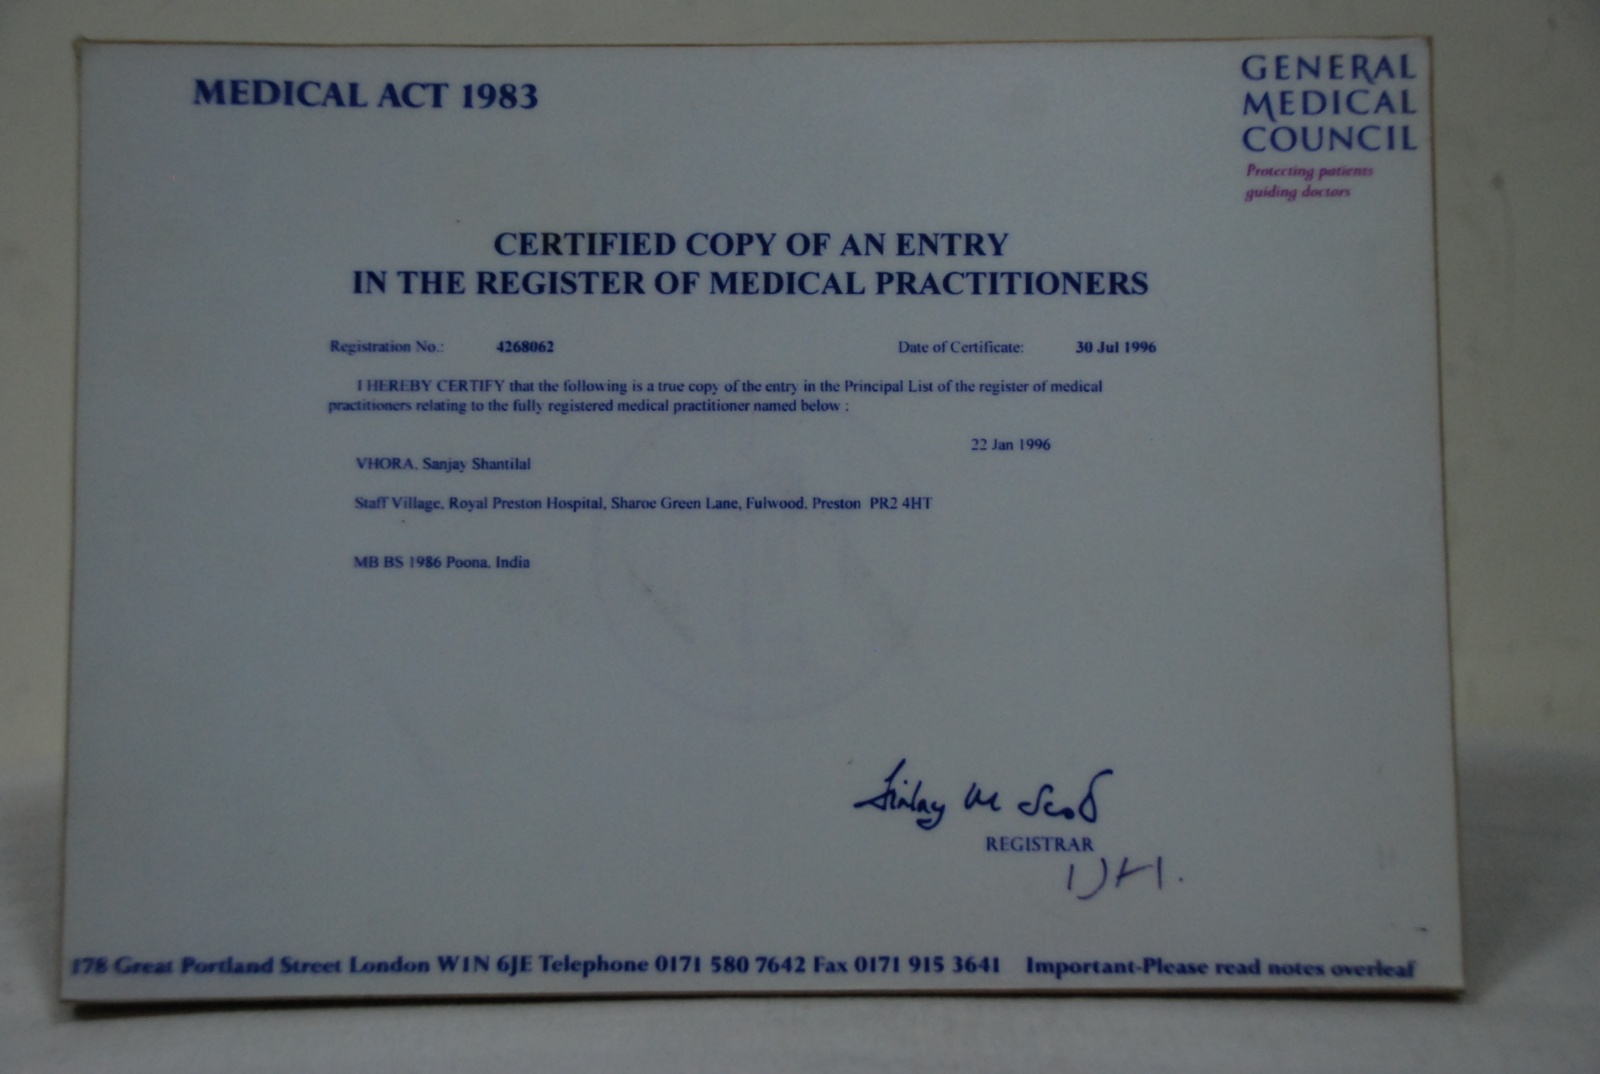 MEDICAL ACT 1983
GENERAL
MEDICAL
COUNCIL
Protecting patients
guiding doctors
CERTIFIED COPY OF AN ENTRY
IN THE REGISTER OF MEDICAL PRACTITIONERS
Registration No.: 4268062 Date of Certificate: 30 Jul 1996
I HEREBY CERTIFY that the following is a true copy of the entry in the Principal List of the register of medical
practitioners relating to the fully registered medical practitioner named below :
22 Jan 1996
VHORA, Sanjay Shantilal
Staff Village, Royal Preston Hospital, Sharoe Green Lane, Fulwood, Preston PR2 4HT
MB BS 1986 Poona, India
Finlay M Scott
REGISTRAR
178 Great Portland Street London W1N 6JE Telephone 0171 580 7642 Fax 0171 915 3641 Important-Please read notes overleaf